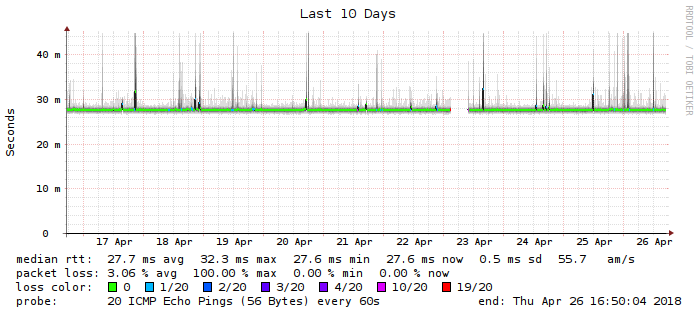 Last 10 Days
RRDTOOL / TOBI OETIKER
Seconds
40 m
30 m
20 m
10 m
0
17 Apr 18 Apr 19 Apr 20 Apr 21 Apr 22 Apr 23 Apr 24 Apr 25 Apr 26 Apr
median rtt: 27.7 ms avg 32.3 ms max 27.6 ms min 27.6 ms now 0.5 ms sd 55.7 am/s
packet loss: 3.06 % avg 100.00 % max 0.00 % min 0.00 % now
loss color: 0 1/20 2/20 3/20 4/20 10/20 19/20
probe: 20 ICMP Echo Pings (56 Bytes) every 60s end: Thu Apr 26 16:50:04 2018